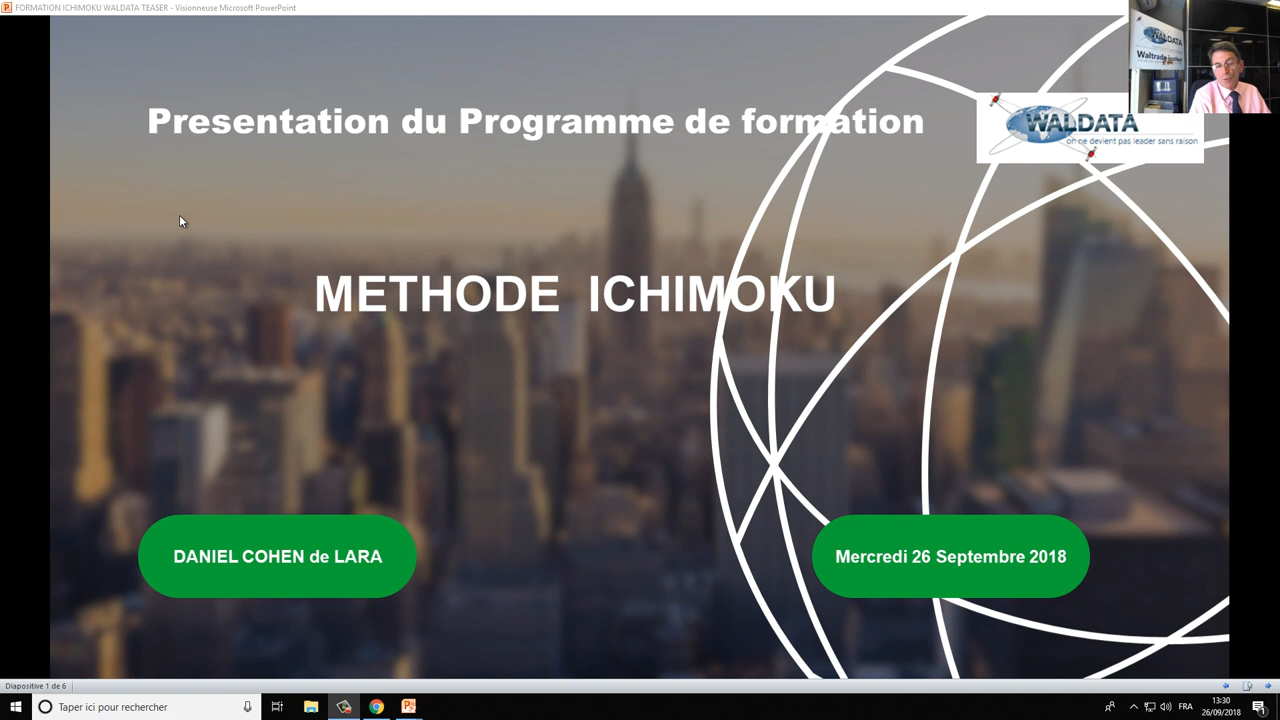 FORMATION ICHIMOKU WALDATA TEASER - Visionneuse Microsoft PowerPoint
WALDATA
Presentation du Programme de formation
WALDATA
on ne devient pas leader sans raison
METHODE ICHIMOKU
DANIEL COHEN de LARA
Mercredi 26 Septembre 2018
Diapositive 1 de 6
Taper ici pour rechercher
FRA
13:30
26/09/2018
1